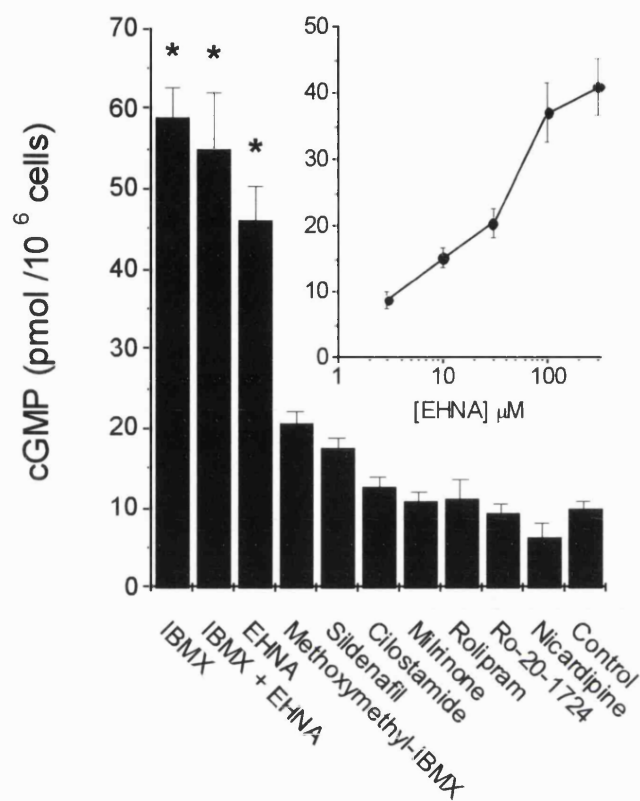 70
60
50
40
30
20
10
0
cGMP (pmol /10 6 cells)
* * *
50
40
30
20
10
0
1 10 100
[EHNA] μM
IBMX
IBMX + EHNA
EHNA
Methoxymethyl-iBMX
Sildenafil
Cilostamide
Milrinone
Rolipram
Ro-20-1724
Nicardipine
Control